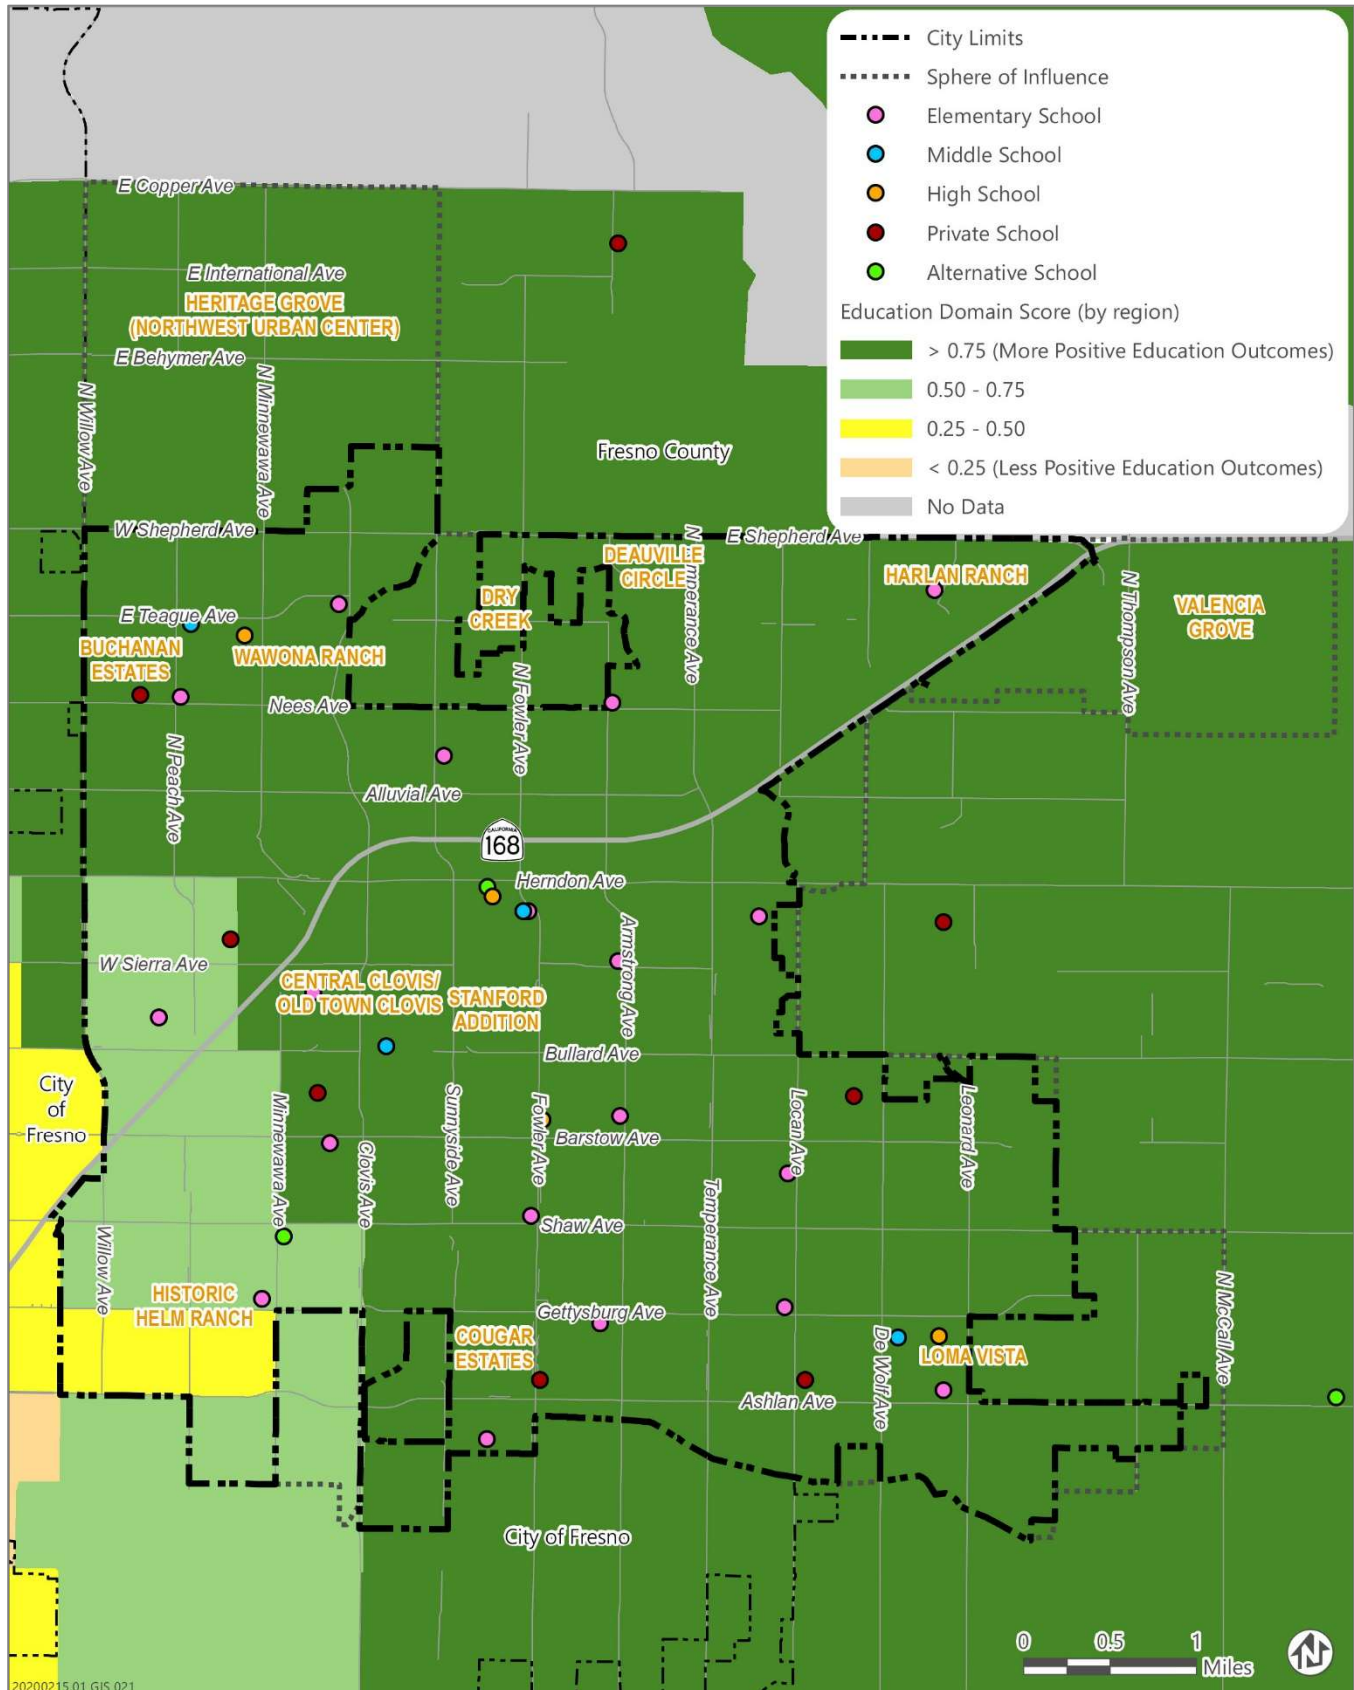 City Limits
Sphere of Influence
Elementary School
Middle School
High School
Private School
Alternative School
Education Domain Score (by region)
> 0.75 (More Positive Education Outcomes)
0.50 - 0.75
0.25 - 0.50
< 0.25 (Less Positive Education Outcomes)
No Data
E Copper Ave
E International Ave
HERITAGE GROVE
(NORTHWEST URBAN CENTER)
E Behymer Ave
N Willow Ave
N Minnewawa Ave
Fresno County
W Shepherd Ave
E Shepherd Ave
N Temperance Ave
DEAUVILLE
CIRCLE
HARLAN RANCH
N Thompson Ave
VALENCIA
GROVE
DRY
CREEK
E Teague Ave
BUCHANAN
ESTATES
WAWONA RANCH
Nees Ave
N Fowler Ave
N Peach Ave
Alluvial Ave
CALIFORNIA
168
Herndon Ave
Armstrong Ave
W Sierra Ave
CENTRAL CLOVIS/
OLD TOWN CLOVIS
STANFORD
ADDITION
Bullard Ave
City
of
Fresno
Minnewawa Ave
Clovis Ave
Sunnyside Ave
Fowler Ave
Barstow Ave
Locan Ave
Leonard Ave
Temperance Ave
Shaw Ave
Willow Ave
HISTORIC
HELM RANCH
Gettysburg Ave
COUGAR
ESTATES
De Wolf Ave
LOMA VISTA
N McCall Ave
Ashlan Ave
City of Fresno
0 0.5 1
Miles
N
20200215.01 GIS 021